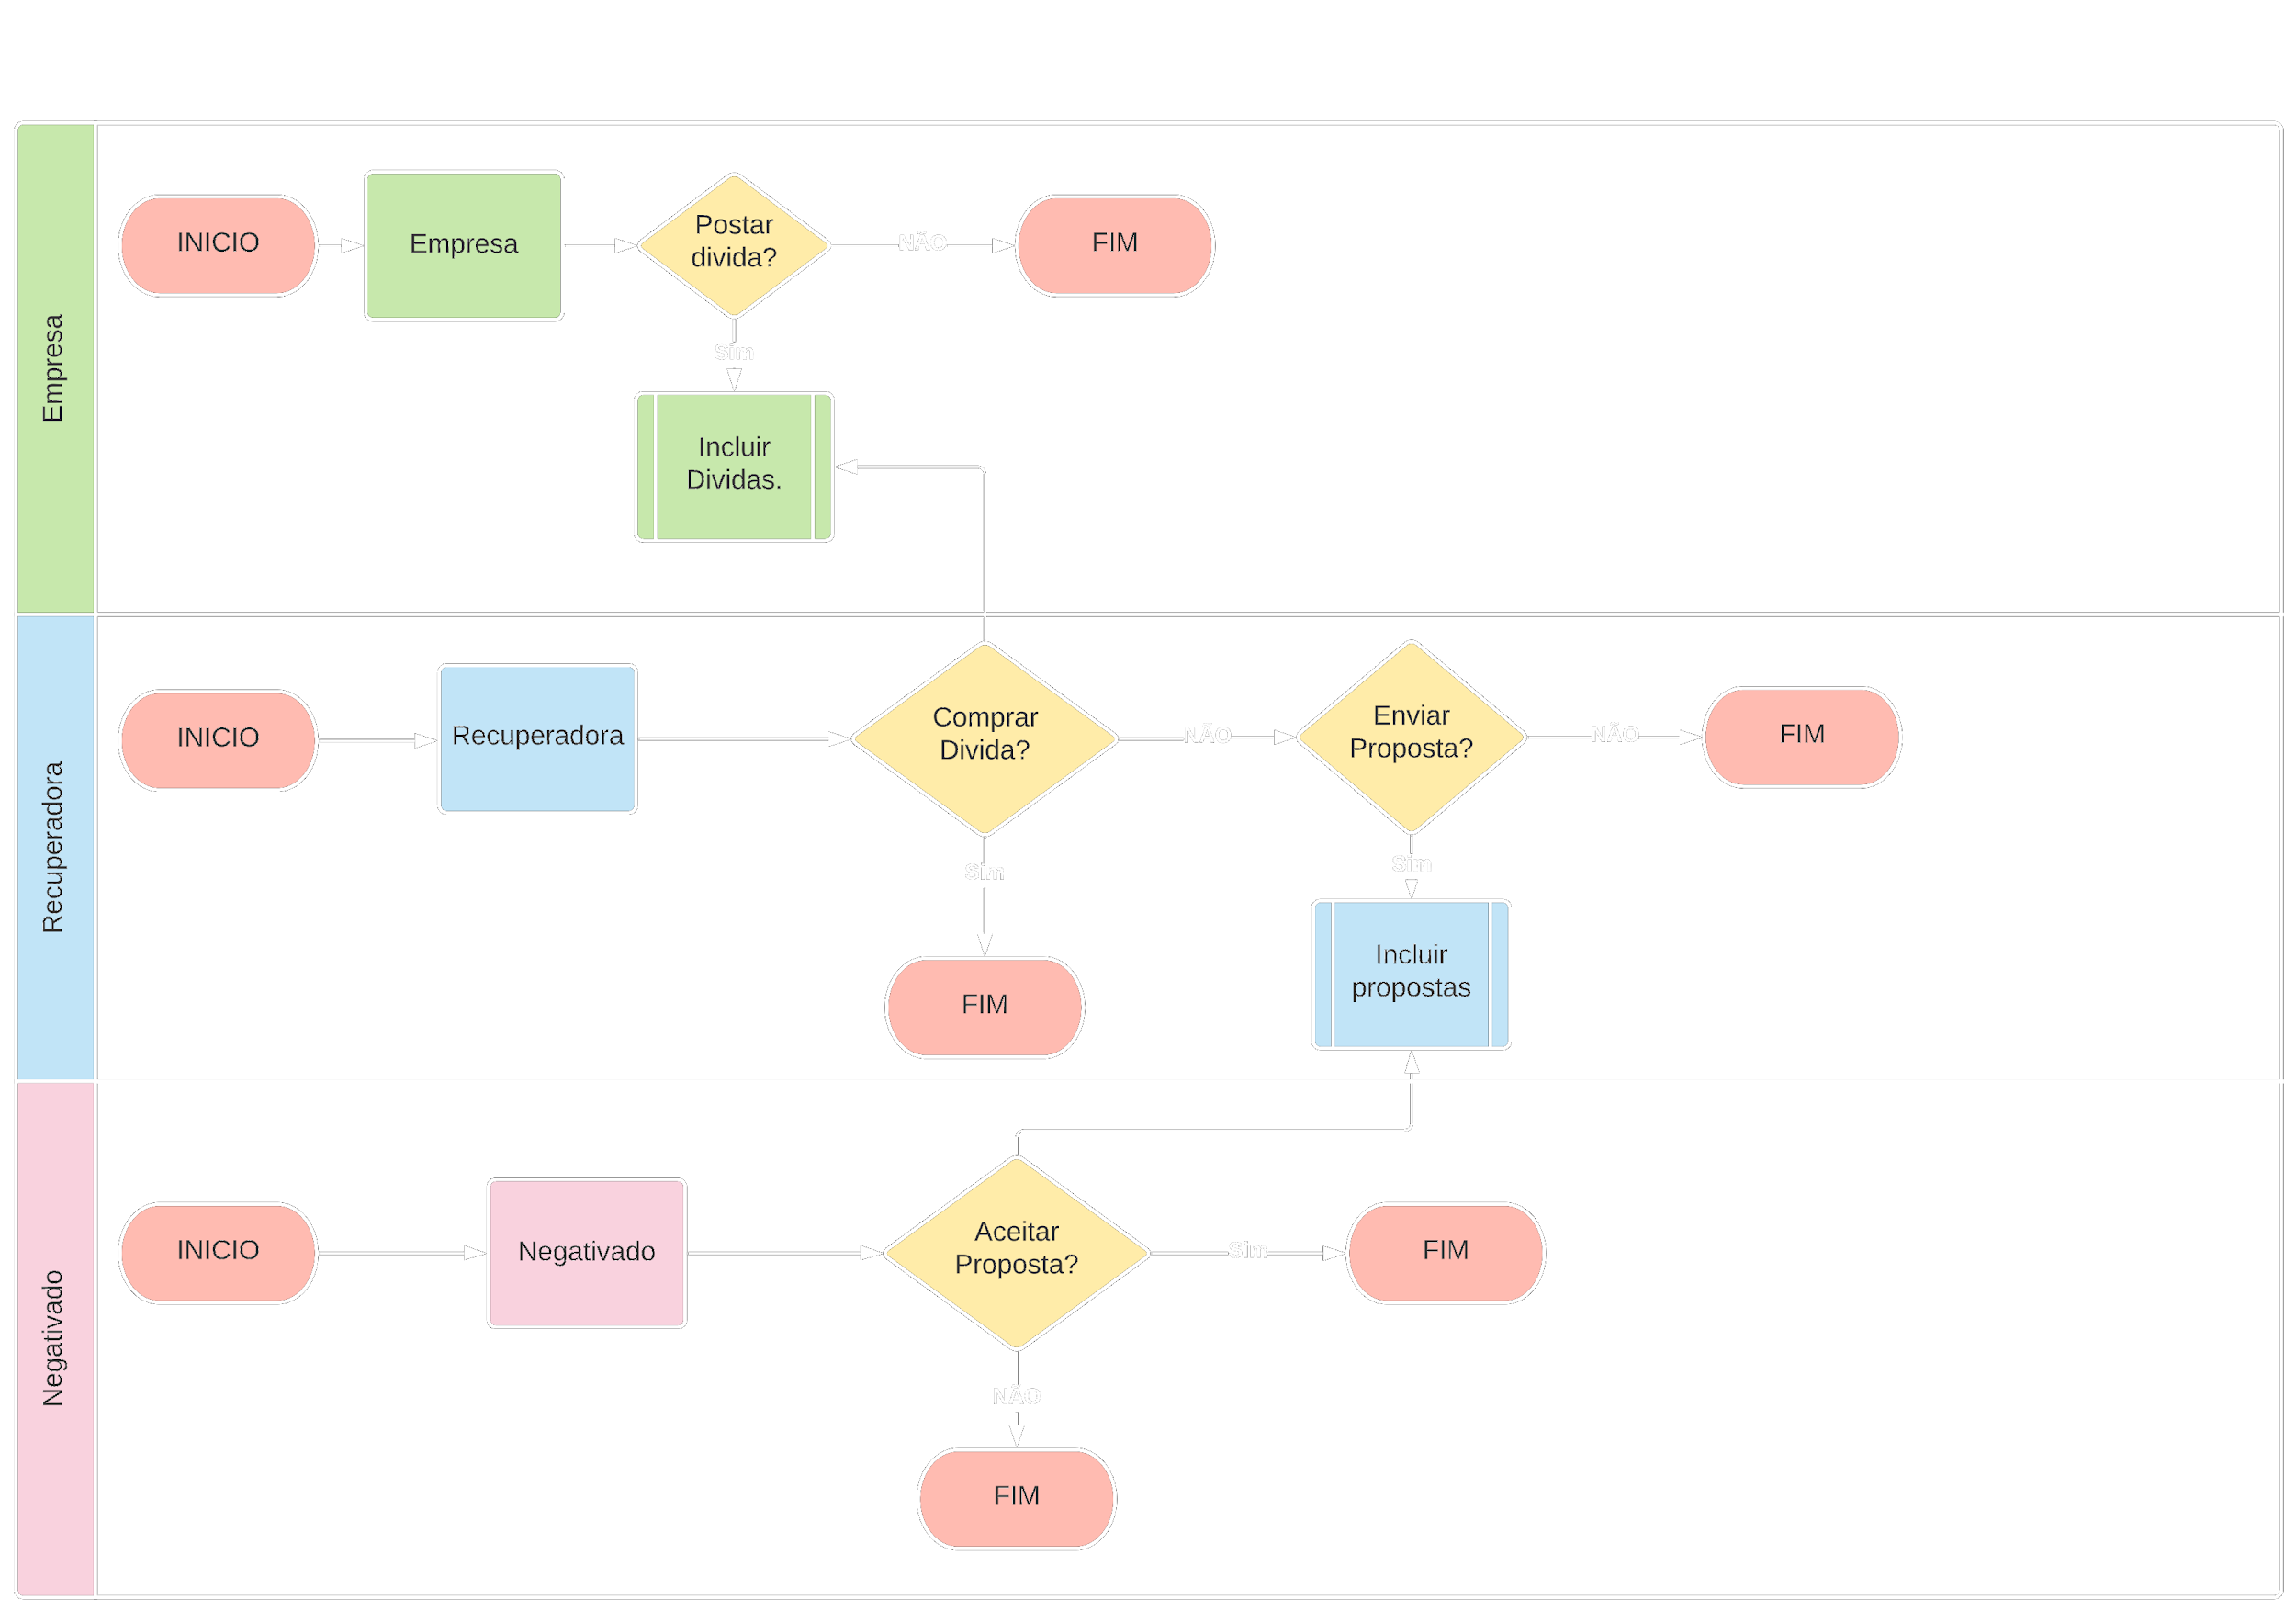 Empresa
INICIO
Empresa
Postar
divida?
NÃO
FIM
Sim
Incluir
Dividas.
Recuperadora
INICIO
Recuperadora
Comprar
Divida?
NÃO
Enviar
Proposta?
NÃO
FIM
Sim
Sim
FIM
Incluir
propostas
Negativado
INICIO
Negativado
Aceitar
Proposta?
Sim
FIM
NÃO
FIM